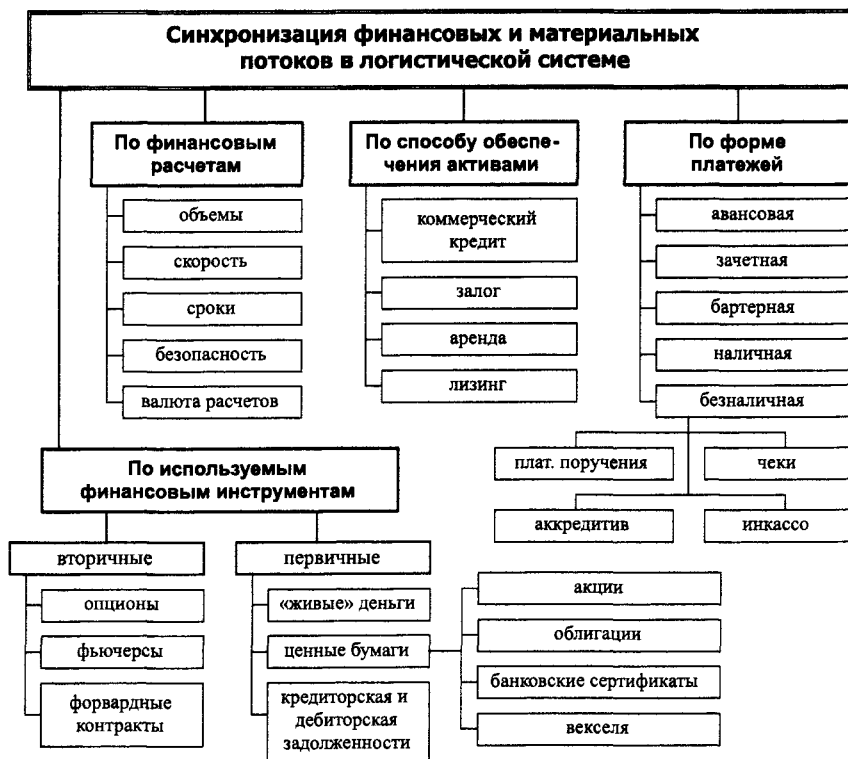 Синхронизация финансовых и материальных
потоков в логистической системе
По финансовым
расчетам
объемы
скорость
сроки
безопасность
валюта расчетов
По способу обеспе-
чения активами
коммерческий
кредит
залог
аренда
лизинг
По форме
платежей
авансовая
зачетная
бартерная
наличная
безналичная
плат. поручения
чеки
аккредитив
инкассо
По используемым
финансовым инструментам
вторичные
опционы
фьючерсы
форвардные
контракты
первичные
«живые» деньги
ценные бумаги
кредиторская и
дебиторская
задолженности
акции
облигации
банковские сертификаты
векселя